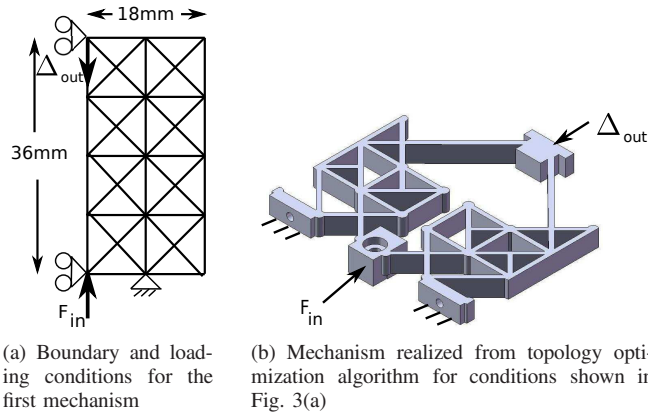 18mm
Δout
36mm
Fin
Δout
Fin
(a) Boundary and load-
ing conditions for the
first mechanism
(b) Mechanism realized from topology opti-
mization algorithm for conditions shown in
Fig. 3(a)